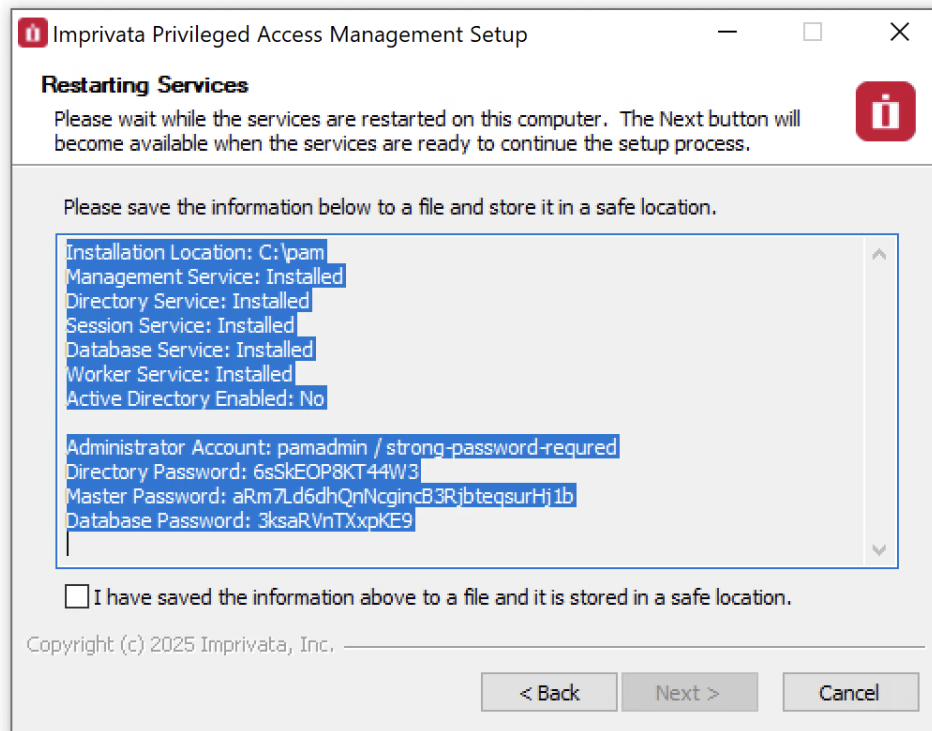 Imprivata Privileged Access Management Setup
Restarting Services
Please wait while the services are restarted on this computer. The Next button will
become available when the services are ready to continue the setup process.
Please save the information below to a file and store it in a safe location.
Installation Location: C:\pam
Management Service: Installed
Directory Service: Installed
Session Service: Installed
Database Service: Installed
Worker Service: Installed
Active Directory Enabled: No
Administrator Account: pamadmin / strong-password-requred
Directory Password: 6sSkEOP8KT44W3
Master Password: aRm7Ld6dhQnNcgincB3RjbteqsurHj1b
Database Password: 3ksaRVnTXxpKE9
I have saved the information above to a file and it is stored in a safe location.
Copyright (c) 2025 Imprivata, Inc.
< Back
Next >
Cancel